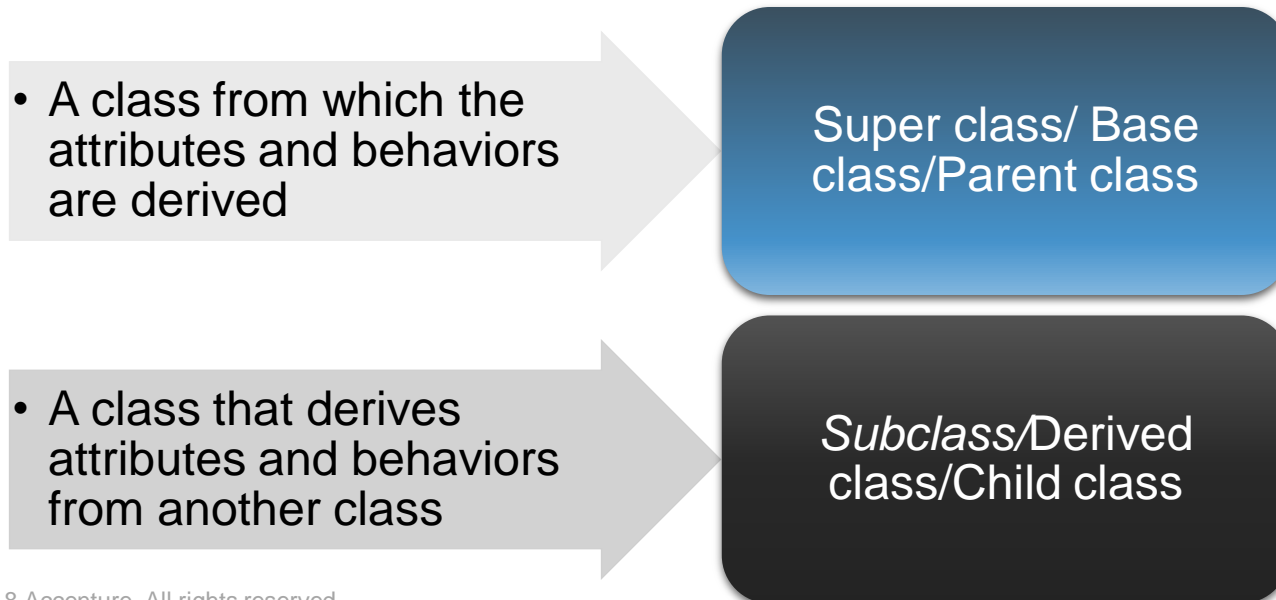 • A class from which the
attributes and behaviors
are derived
Super class/ Base
class/Parent class
• A class that derives
attributes and behaviors
from another class
Subclass/Derived
class/Child class
8 Accenture. All rights reserved.